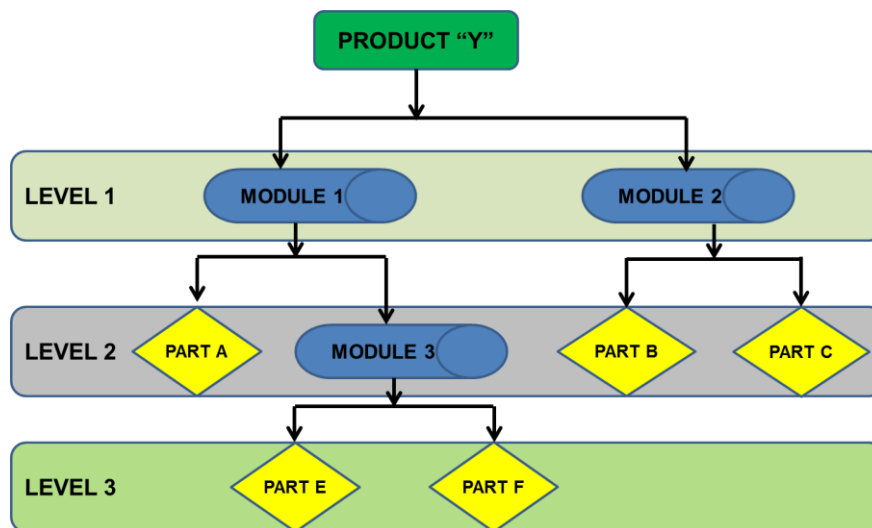 PRODUCT “Y”
LEVEL 1
MODULE 1
MODULE 2
LEVEL 2
PART A
MODULE 3
PART B
PART C
LEVEL 3
PART E
PART F